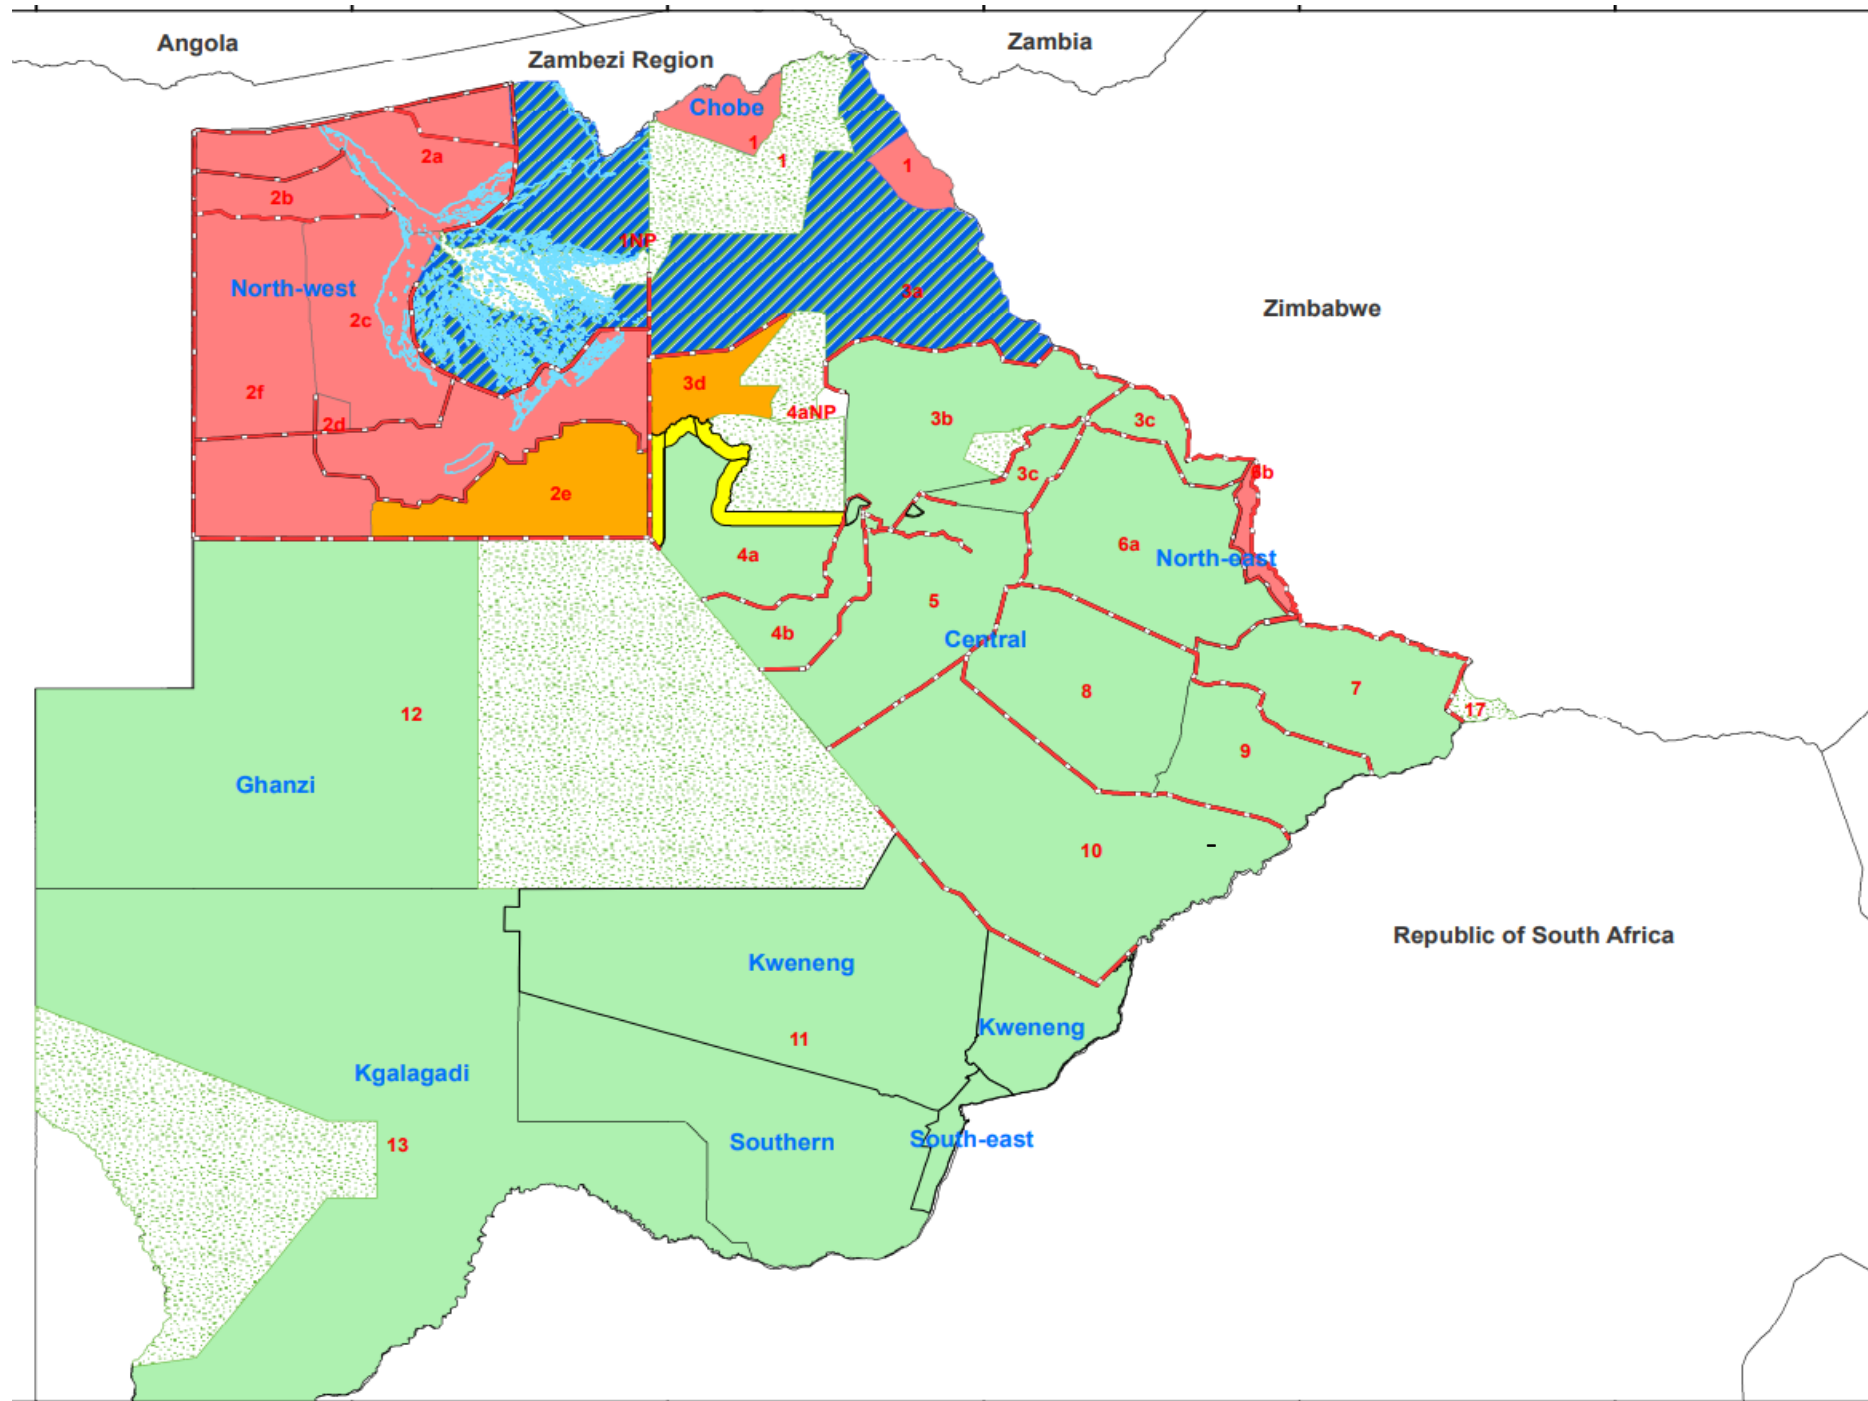 Angola
Zambia
Zambezi Region
Chobe
1
1
2a
1
2b
1NP
North-west
3a
Zimbabwe
2c
3d
2f
4aNP
3b
3c
2d
3c
6b
2e
6a
4a
North-east
5
4b
Central
8
7
12
17
9
Ghanzi
10
Republic of South Africa
Kweneng
Kweneng
11
Kgalagadi
13
Southern
South-east